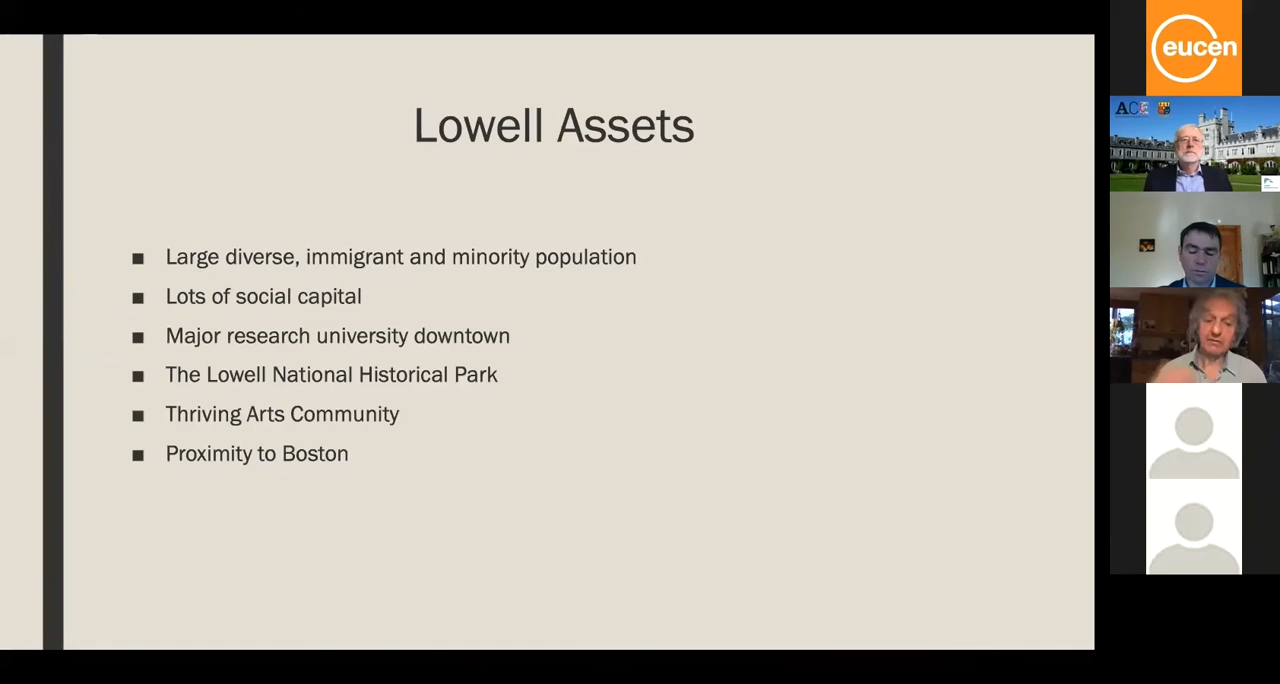 Lowell Assets
Large diverse, immigrant and minority population
Lots of social capital
Major research university downtown
The Lowell National Historical Park
Thriving Arts Community
Proximity to Boston
eucen